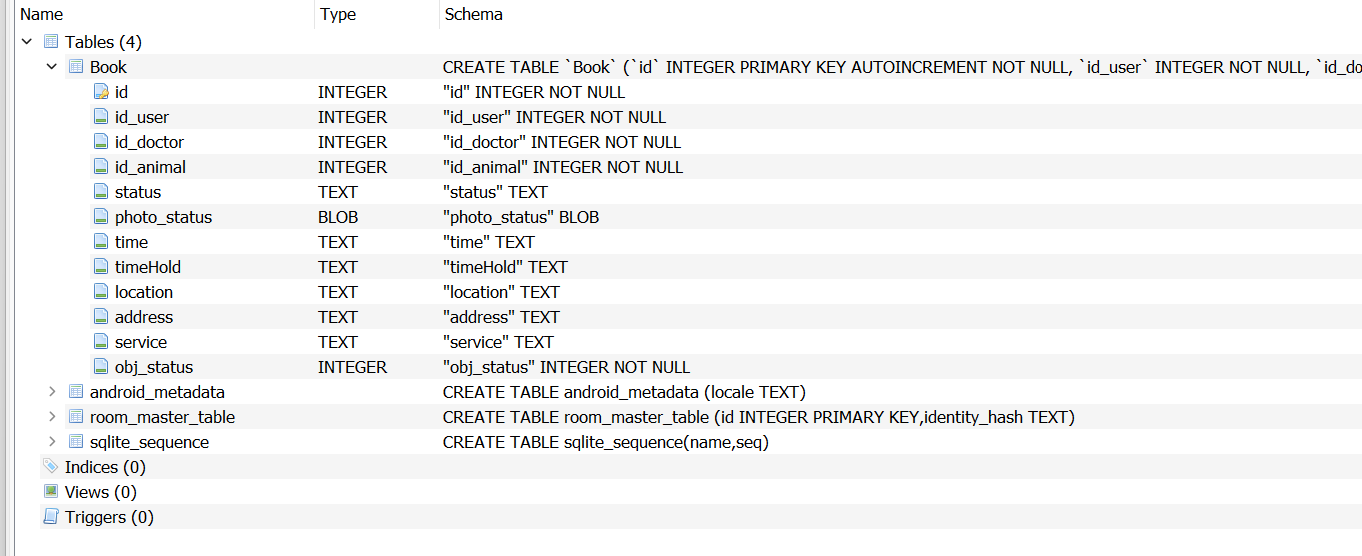 Name Type Schema
Tables (4)
Book CREATE TABLE `Book` (`id` INTEGER PRIMARY KEY AUTOINCREMENT NOT NULL, `id_user` INTEGER NOT NULL, `id_do
id INTEGER "id" INTEGER NOT NULL
id_user INTEGER "id_user" INTEGER NOT NULL
id_doctor INTEGER "id_doctor" INTEGER NOT NULL
id_animal INTEGER "id_animal" INTEGER NOT NULL
status TEXT "status" TEXT
photo_status BLOB "photo_status" BLOB
time TEXT "time" TEXT
timeHold TEXT "timeHold" TEXT
location TEXT "location" TEXT
address TEXT "address" TEXT
service TEXT "service" TEXT
obj_status INTEGER "obj_status" INTEGER NOT NULL
android_metadata CREATE TABLE android_metadata (locale TEXT)
room_master_table CREATE TABLE room_master_table (id INTEGER PRIMARY KEY,identity_hash TEXT)
sqlite_sequence CREATE TABLE sqlite_sequence(name,seq)
Indices (0)
Views (0)
Triggers (0)